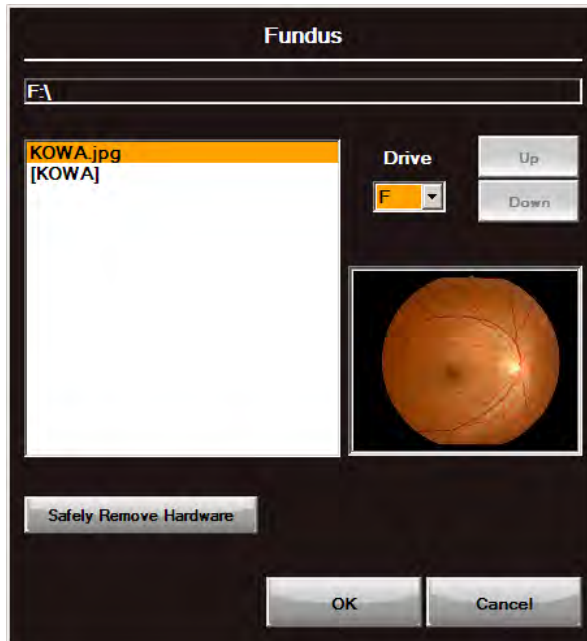 Fundus
F:\
KOWA.jpg
[KOWA]
Drive
F
Up
Down
Safely Remove Hardware
OK
Cancel